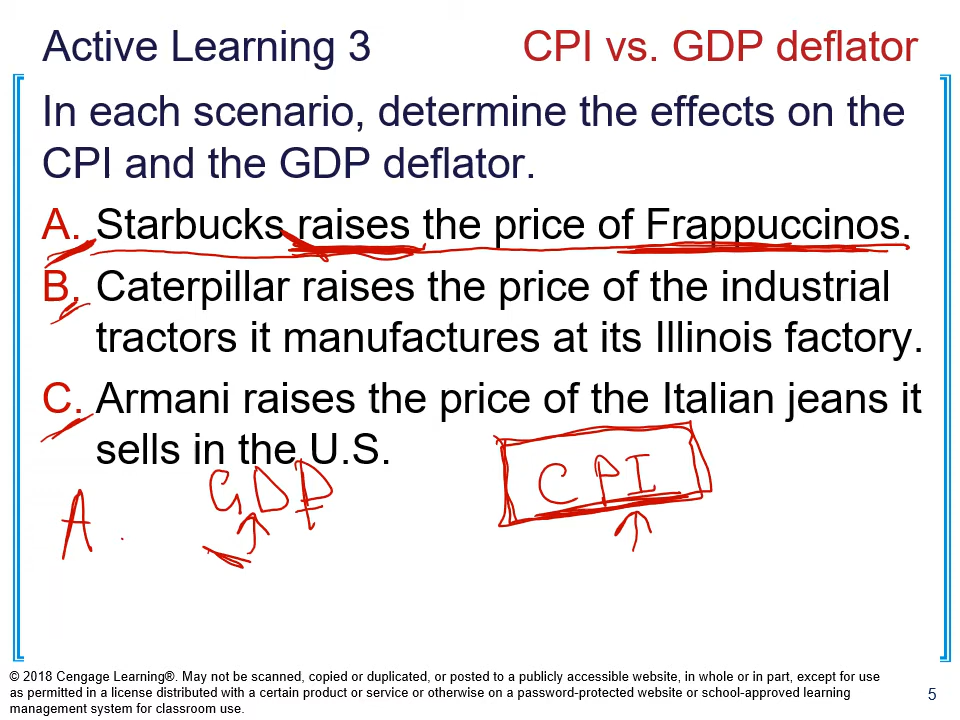 Active Learning 3 CPI vs. GDP deflator
In each scenario, determine the effects on the
CPI and the GDP deflator.
A. Starbucks raises the price of Frappuccinos.
B. Caterpillar raises the price of the industrial
tractors it manufactures at its Illinois factory.
C. Armani raises the price of the Italian jeans it
sells in the U.S.
GDP CPI
A.
© 2018 Cengage Learning®. May not be scanned, copied or duplicated, or posted to a publicly accessible website, in whole or in part, except for use
as permitted in a license distributed with a certain product or service or otherwise on a password-protected website or school-approved learning
management system for classroom use.
5